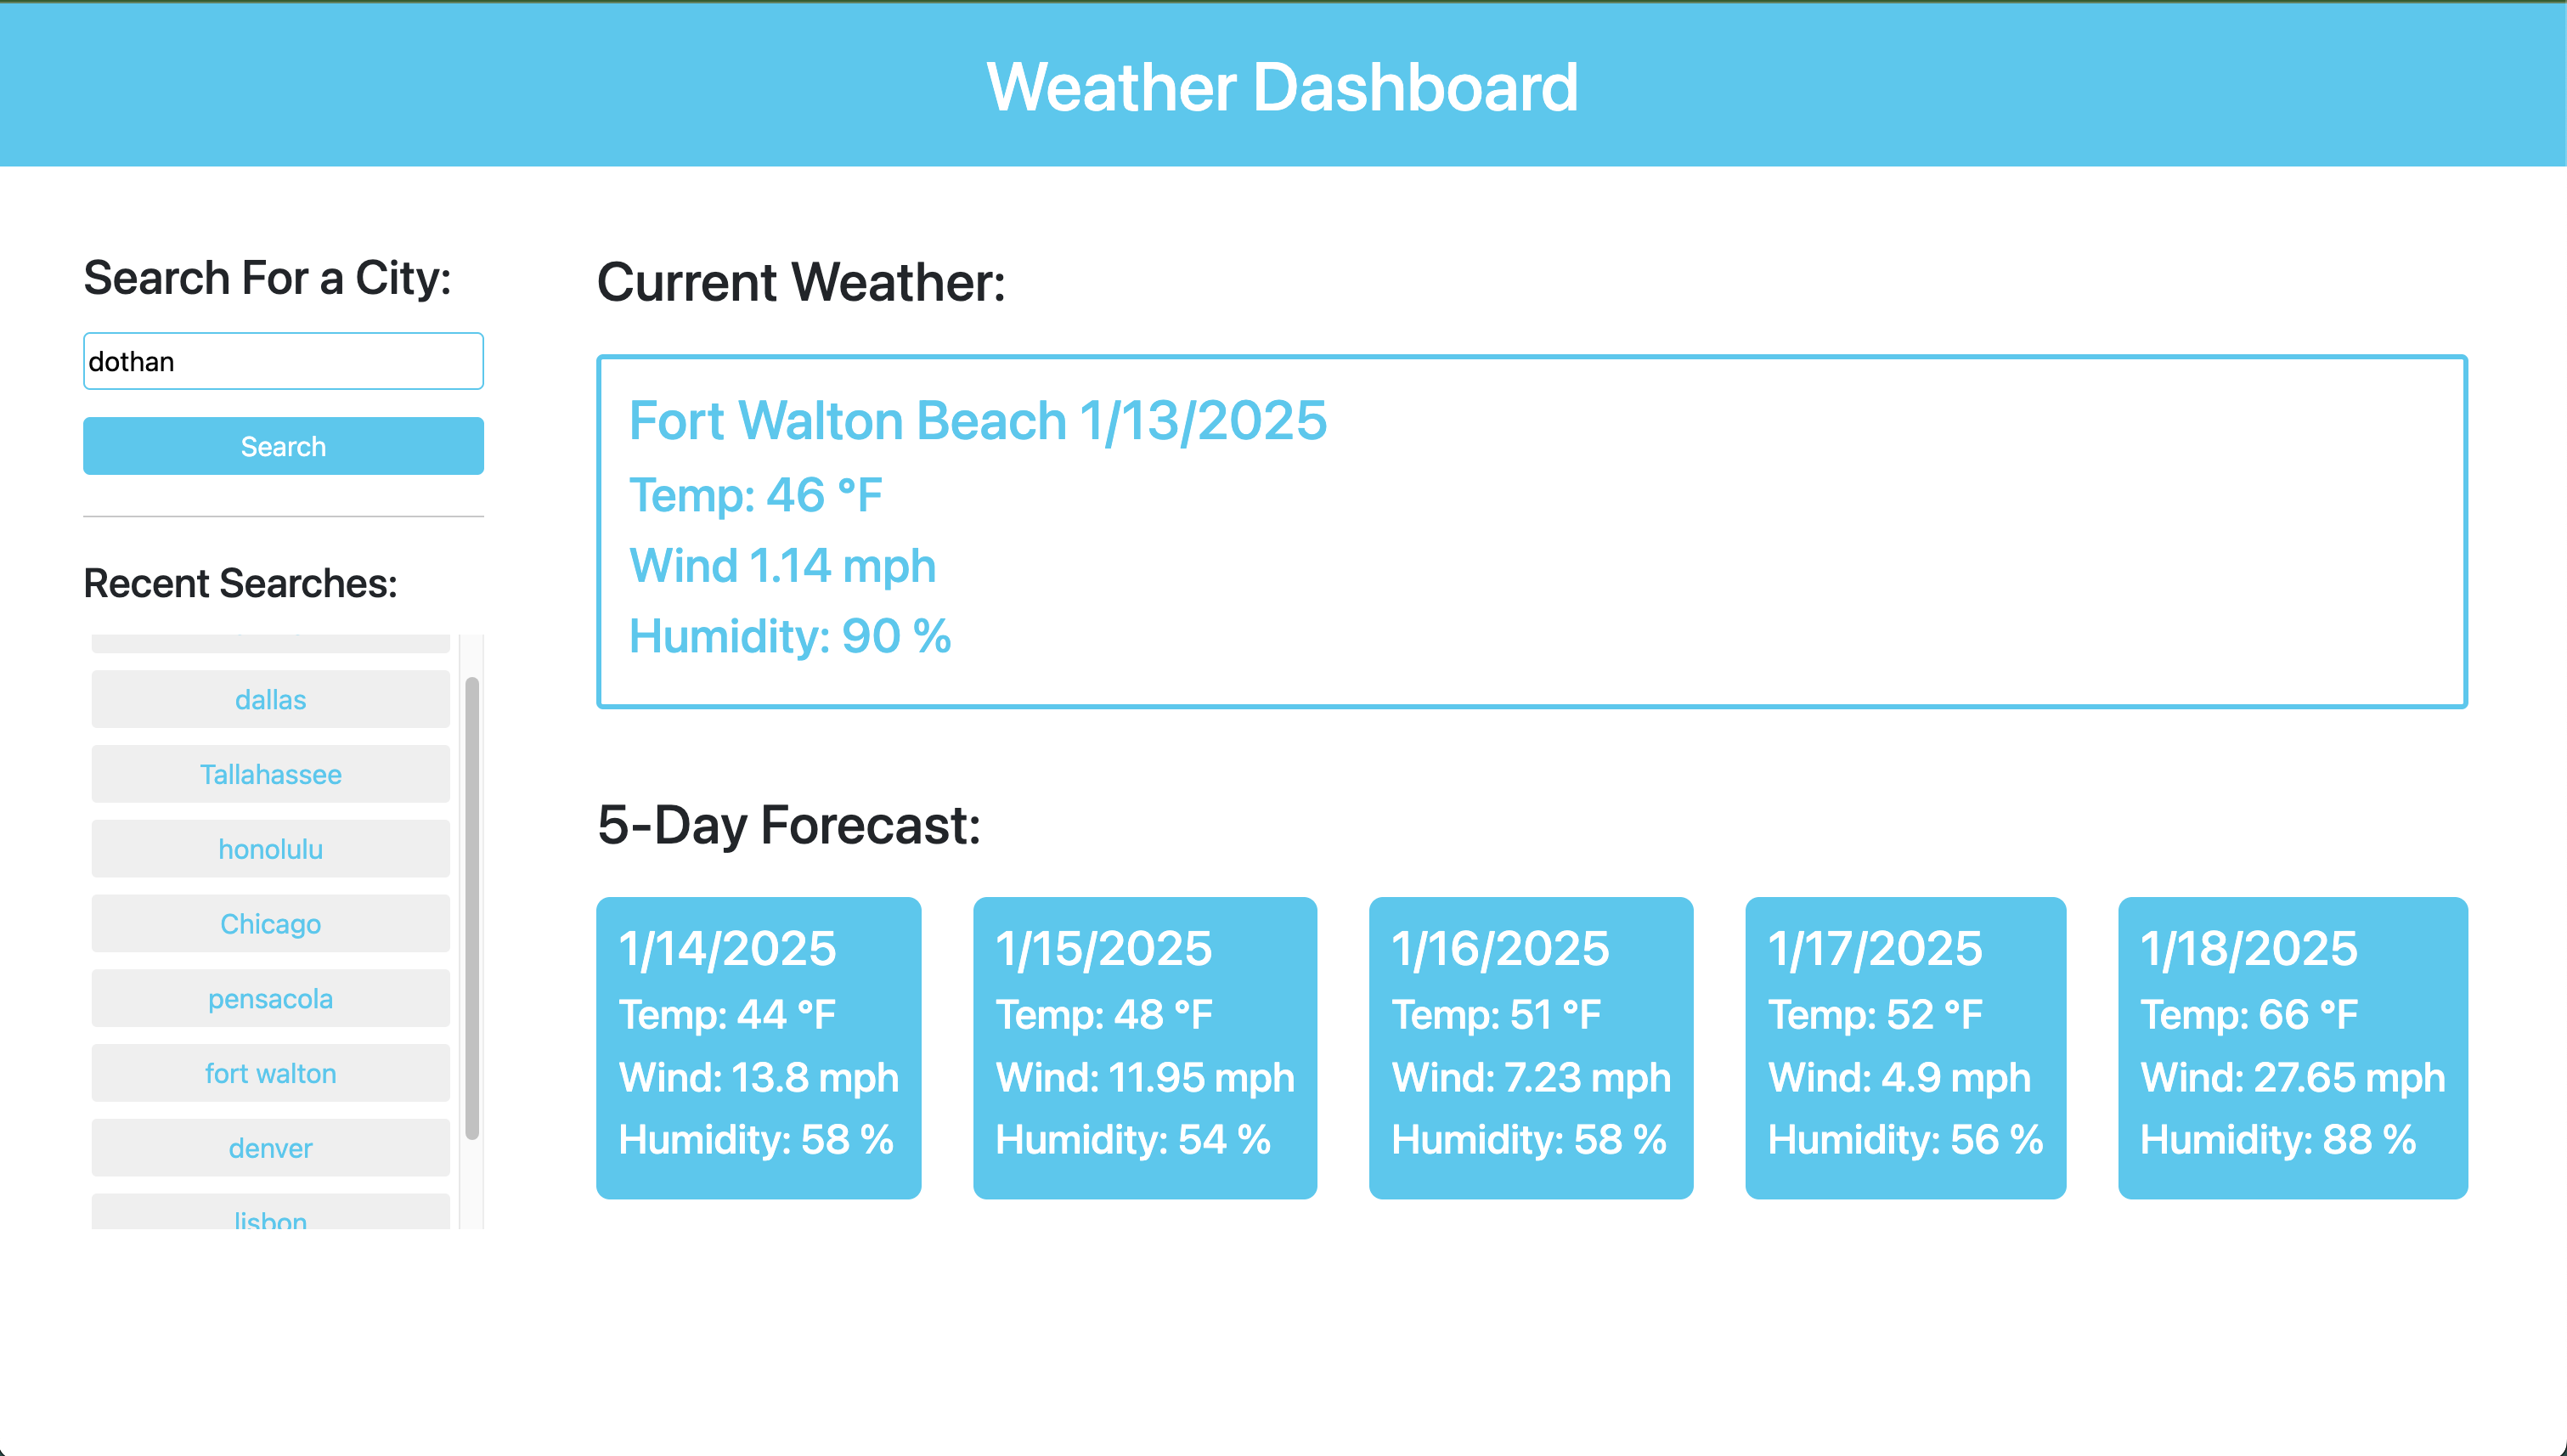 Weather Dashboard
Search For a City:
dothan
Search
Recent Searches:
dallas
Tallahassee
honolulu
Chicago
pensacola
fort walton
denver
lisbon
Current Weather:
Fort Walton Beach 1/13/2025
Temp: 46 °F
Wind 1.14 mph
Humidity: 90 %
5-Day Forecast:
1/14/2025
Temp: 44 °F
Wind: 13.8 mph
Humidity: 58 %
1/15/2025
Temp: 48 °F
Wind: 11.95 mph
Humidity: 54 %
1/16/2025
Temp: 51 °F
Wind: 7.23 mph
Humidity: 58 %
1/17/2025
Temp: 52 °F
Wind: 4.9 mph
Humidity: 56 %
1/18/2025
Temp: 66 °F
Wind: 27.65 mph
Humidity: 88 %